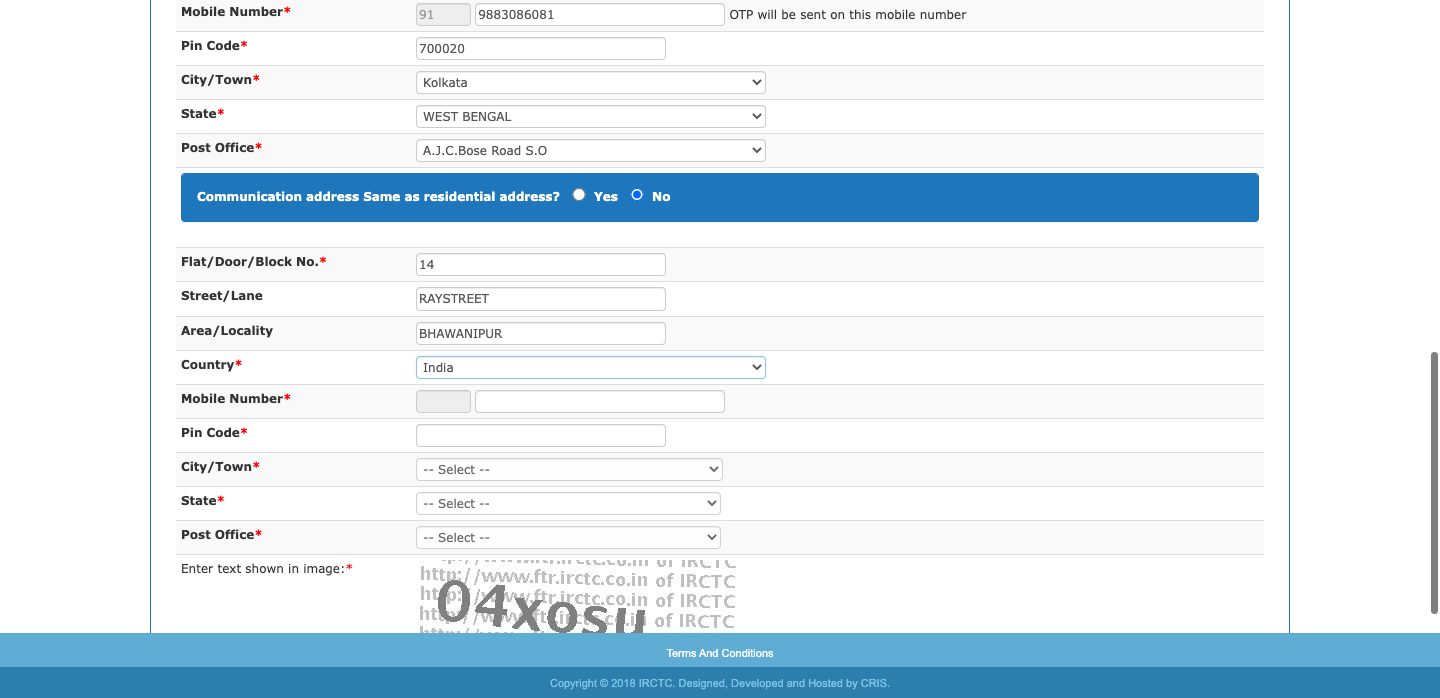 Mobile Number* 91 9883086081 OTP will be sent on this mobile number
Pin Code* 700020
City/Town* Kolkata
State* WEST BENGAL
Post Office* A.J.C.Bose Road S.O
Communication address Same as residential address? Yes No
Flat/Door/Block No.* 14
Street/Lane RAYSTREET
Area/Locality BHAWANIPUR
Country* India
Mobile Number*
Pin Code*
City/Town* -- Select --
State* -- Select --
Post Office* -- Select --
Enter text shown in image:*
http://www.ftr.irctc.co.in of IRCTC
http://www.ftr.irctc.co.in of IRCTC
http://www.ftr.irctc.co.in of IRCTC
04xosu
Terms And Conditions
Copyright © 2018 IRCTC. Designed, Developed and Hosted by CRIS.